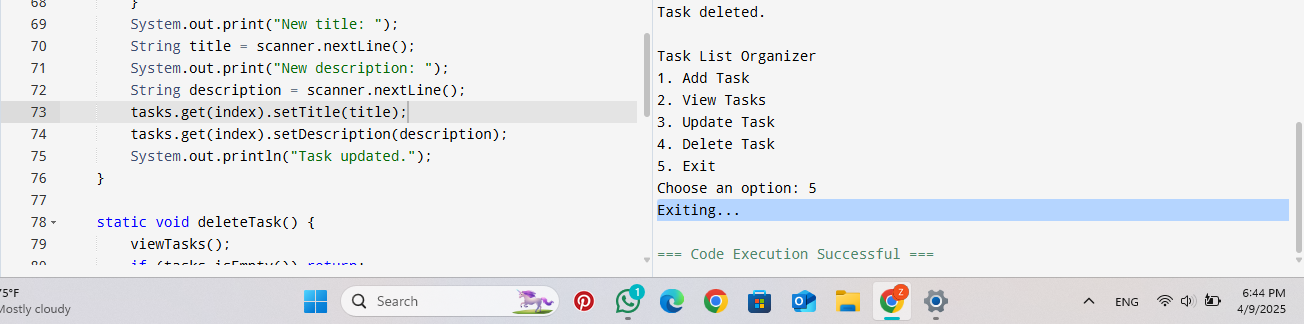 68        }
69        System.out.print("New title: ");
70        String title = scanner.nextLine();
71        System.out.print("New description: ");
72        String description = scanner.nextLine();
73        tasks.get(index).setTitle(title);
74        tasks.get(index).setDescription(description);
75        System.out.println("Task updated.");
76    }
77
78    static void deleteTask() {
79        viewTasks();
80        if (tasks.isEmpty()) return;
Task deleted.
Task List Organizer
1. Add Task
2. View Tasks
3. Update Task
4. Delete Task
5. Exit
Choose an option: 5
Exiting...
=== Code Execution Successful ===
75°F
Mostly cloudy
Search
1
Z
ENG
6:44 PM
4/9/2025